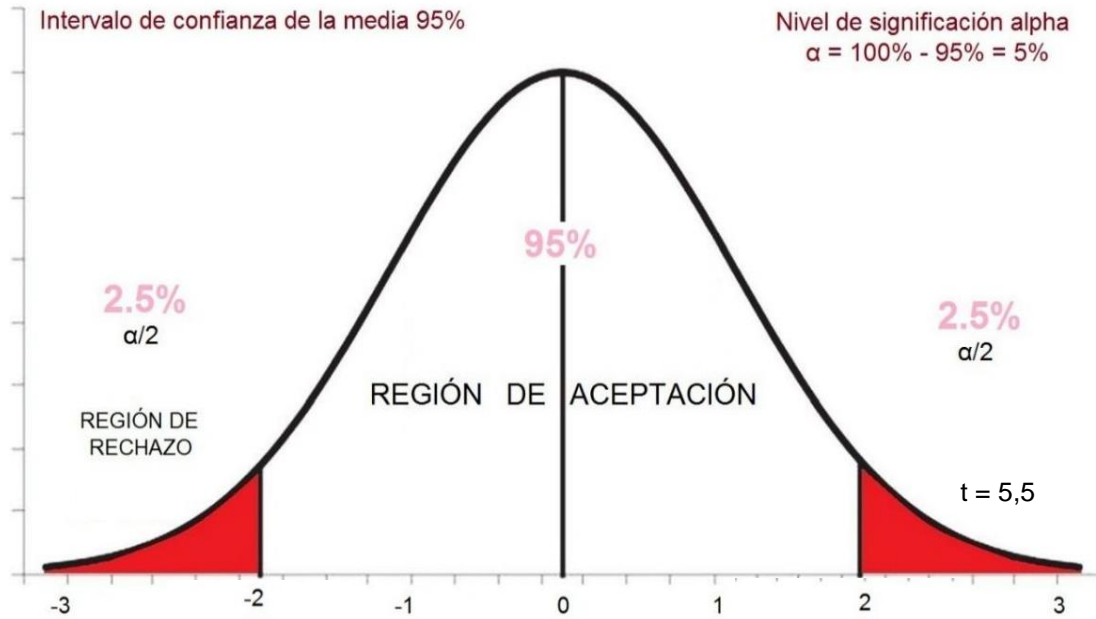 Intervalo de confianza de la media 95%
Nivel de significación alpha
α = 100% - 95% = 5%
95%
2.5%
α/2
2.5%
α/2
REGIÓN DE ACEPTACIÓN
REGIÓN DE
RECHAZO
t = 5,5
-3 -2 -1 0 1 2 3